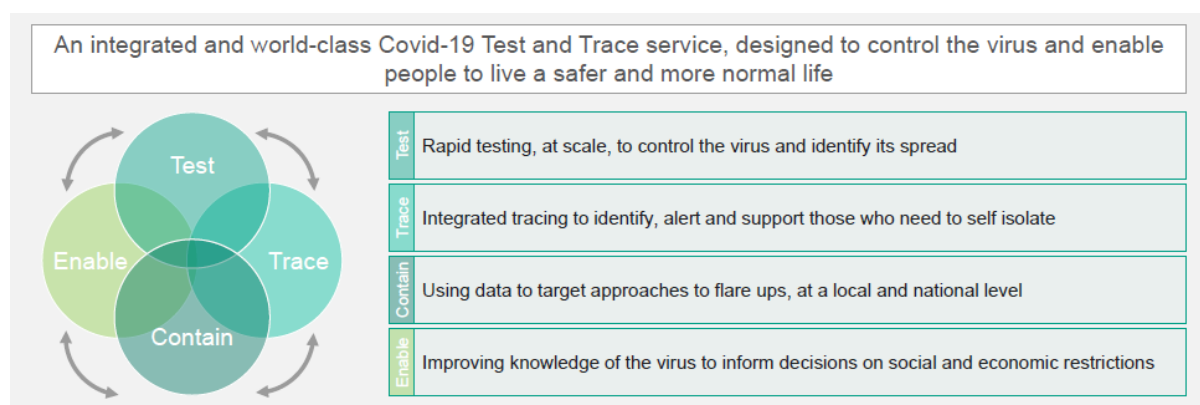 An integrated and world-class Covid-19 Test and Trace service, designed to control the virus and enable
people to live a safer and more normal life
Test
Enable
Trace
Contain
Test
Rapid testing, at scale, to control the virus and identify its spread
Trace
Integrated tracing to identify, alert and support those who need to self isolate
Contain
Using data to target approaches to flare ups, at a local and national level
Enable
Improving knowledge of the virus to inform decisions on social and economic restrictions